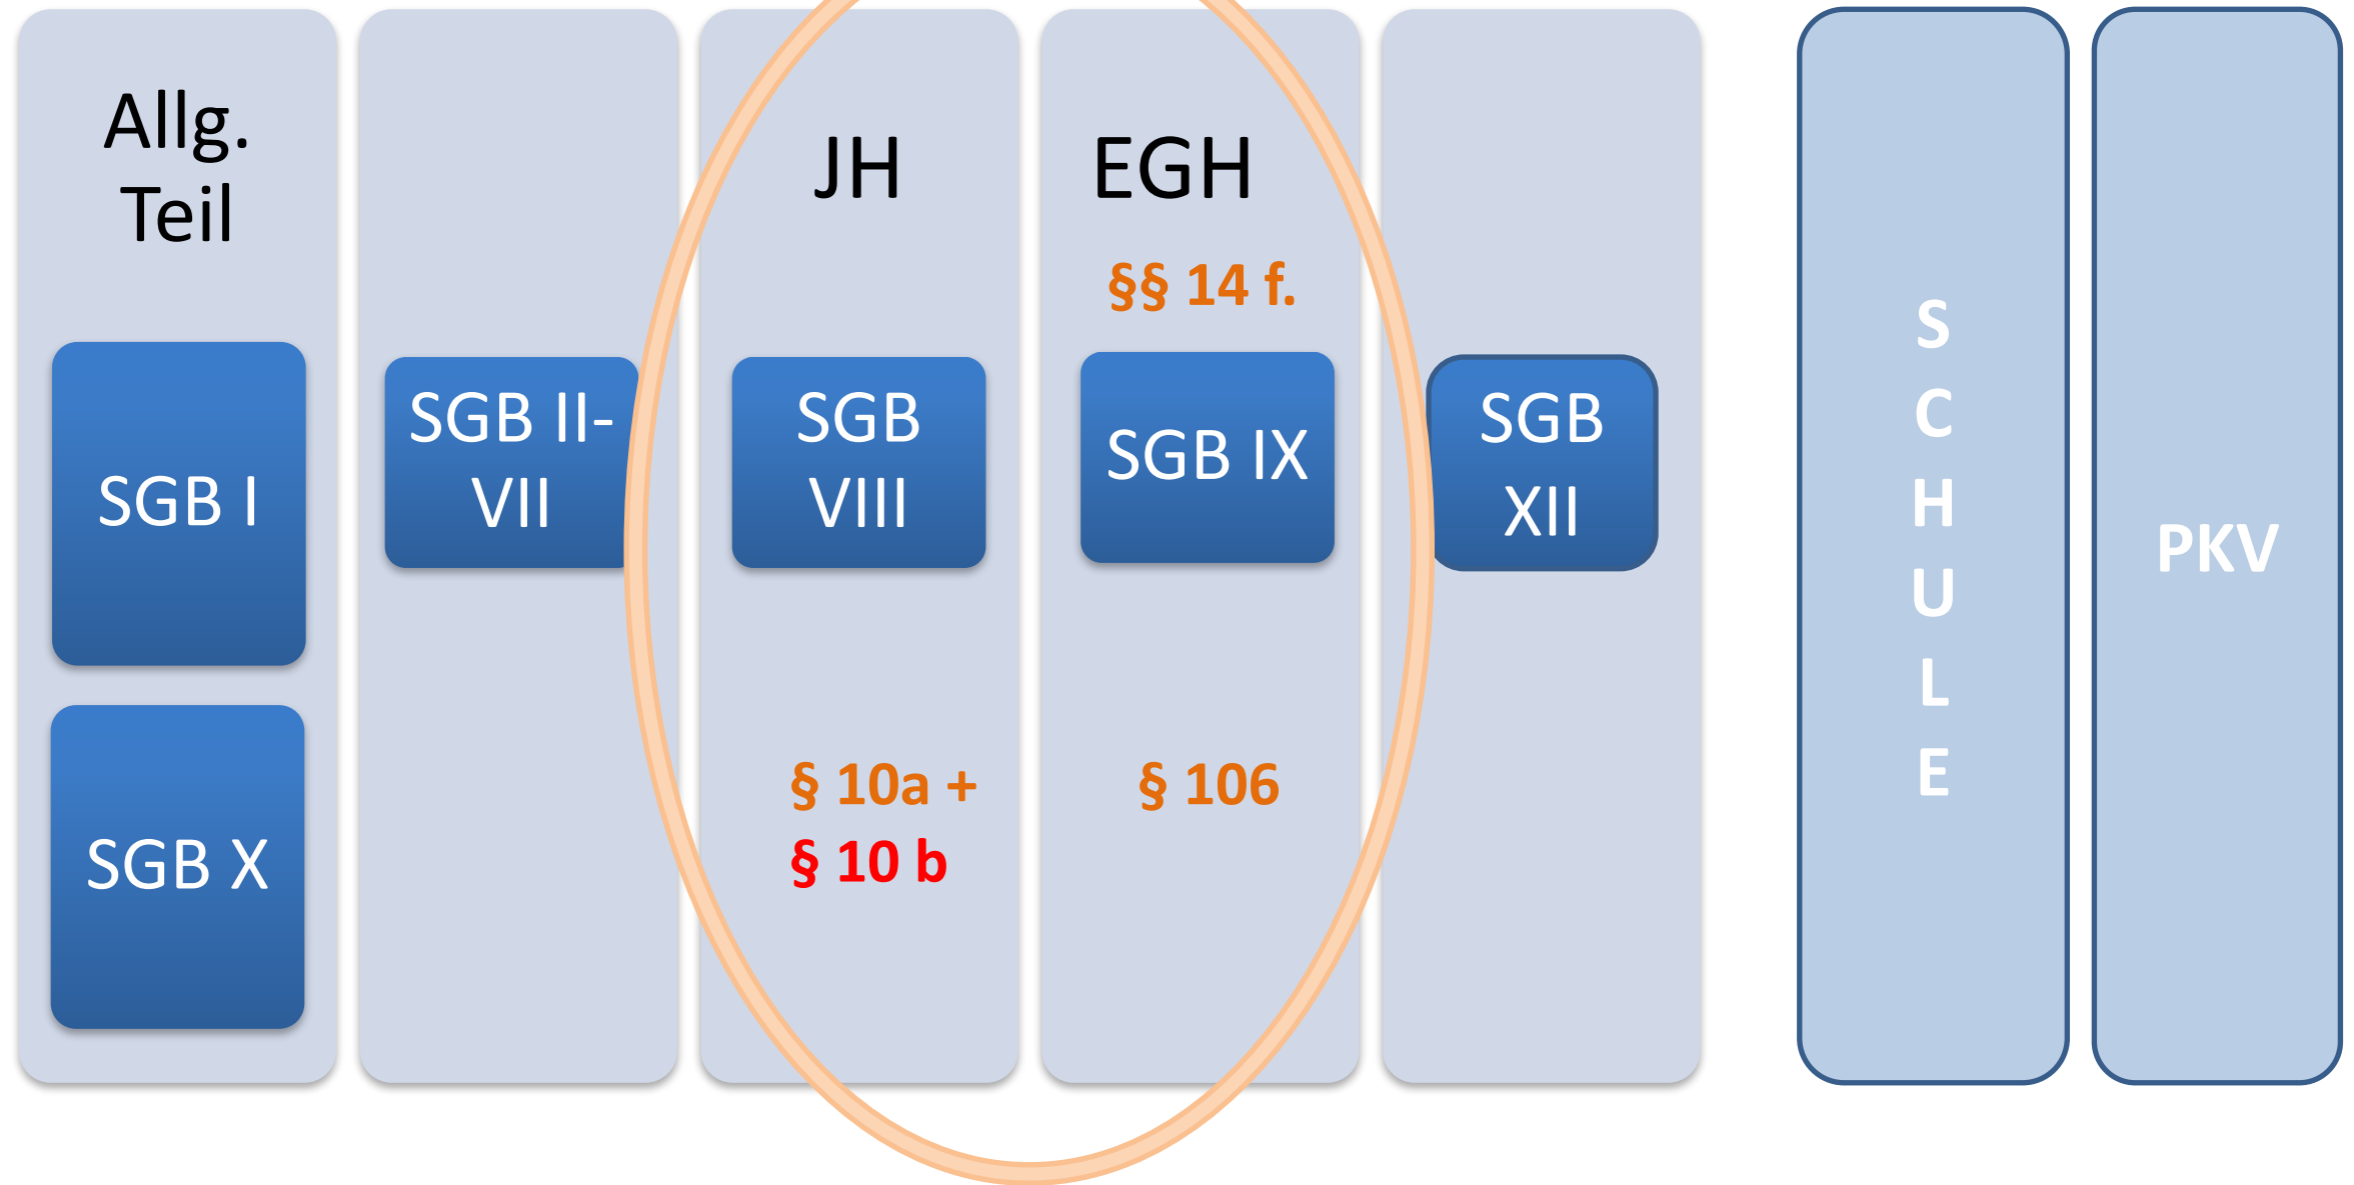 Allg.
Teil
SGB I
SGB X
SGB II-
VII
JH
SGB
VIII
§ 10a +
§ 10 b
EGH
§§ 14 f.
SGB IX
§ 106
SGB
XII
S
C
H
U
L
E
PKV